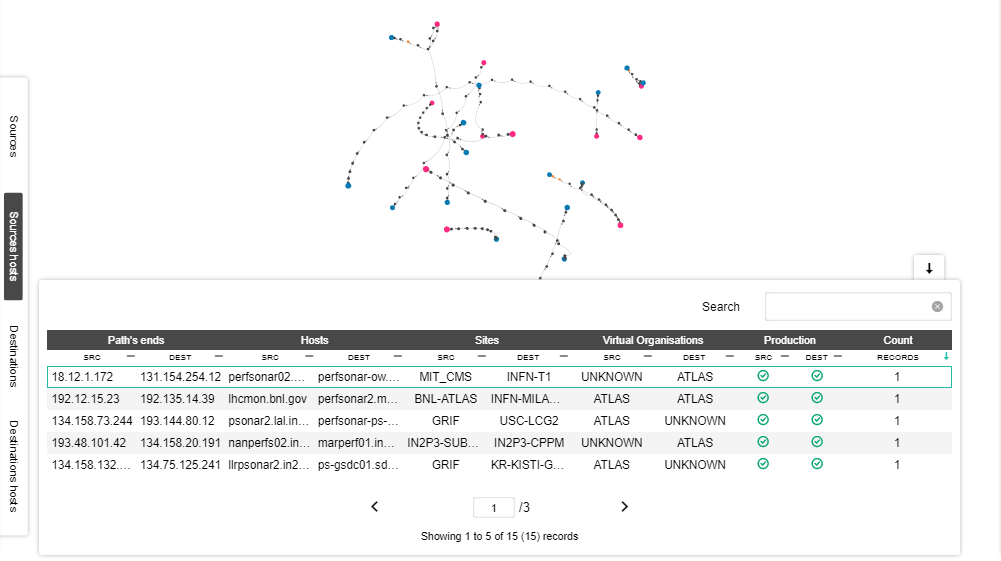 Sources
Sources hosts
Destinations
Destinations hosts
Search
Path's ends Hosts Sites Virtual Organisations Production Count
SRC DEST SRC DEST SRC DEST SRC DEST SRC DEST RECORDS
18.12.1.172 131.154.254.12 perfsonar02.... perfsonar-ow.... MIT_CMS INFN-T1 UNKNOWN ATLAS 1
192.12.15.23 192.135.14.39 lhcmon.bnl.gov perfsonar2.m... BNL-ATLAS INFN-MILA... ATLAS ATLAS 1
134.158.73.244 193.144.80.12 psonar2.lal.in... perfsonar-ps-... GRIF USC-LCG2 ATLAS ATLAS 1
193.48.101.42 134.158.20.191 nanperfs02.in... marperf01.in... IN2P3-SUB... IN2P3-CPPM UNKNOWN ATLAS 1
134.158.132.... 134.75.125.241 llrpsonar2.in2... ps-gsdc01.sd... GRIF KR-KISTI-G... ATLAS UNKNOWN 1
1 /3
Showing 1 to 5 of 15 (15) records